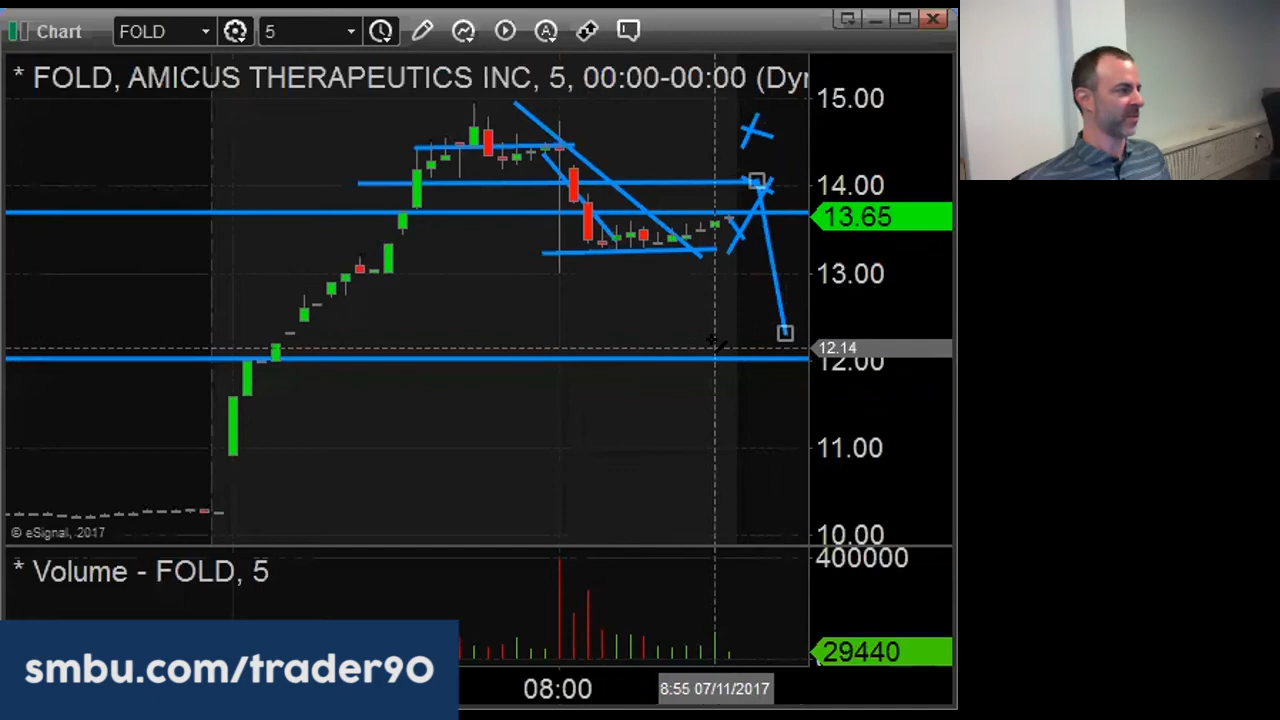 Chart
FOLD
5
* FOLD, AMICUS THERAPEUTICS INC, 5, 00:00-00:00 (Dyn
15.00
14.00
13.65
13.00
12.14
12.00
11.00
10.00
© eSignal, 2017
400000
* Volume - FOLD, 5
29440
08:00
8:55 07/11/2017
smbu.com/trader90